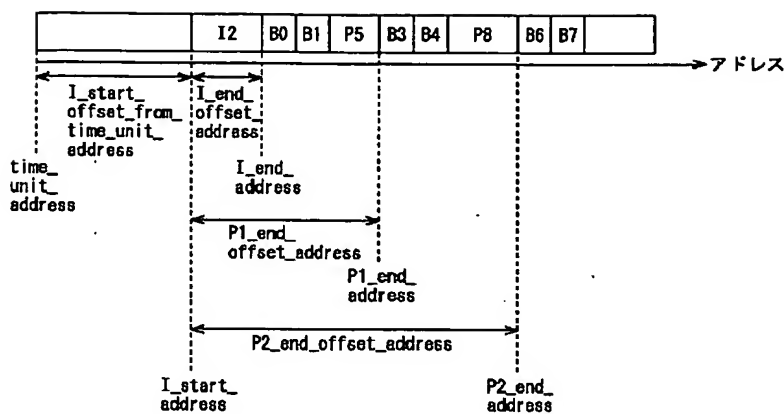 I2 B0 B1 P5 B3 B4 P8 B6 B7
アドレス
I_start_
offset_from_
time_unit_
address
I_end_
offset_
address
time_
unit_
address
I_end_
address
P1_end_
offset_address
P1_end_
address
P2_end_offset_address
I_start_
address
P2_end_
address